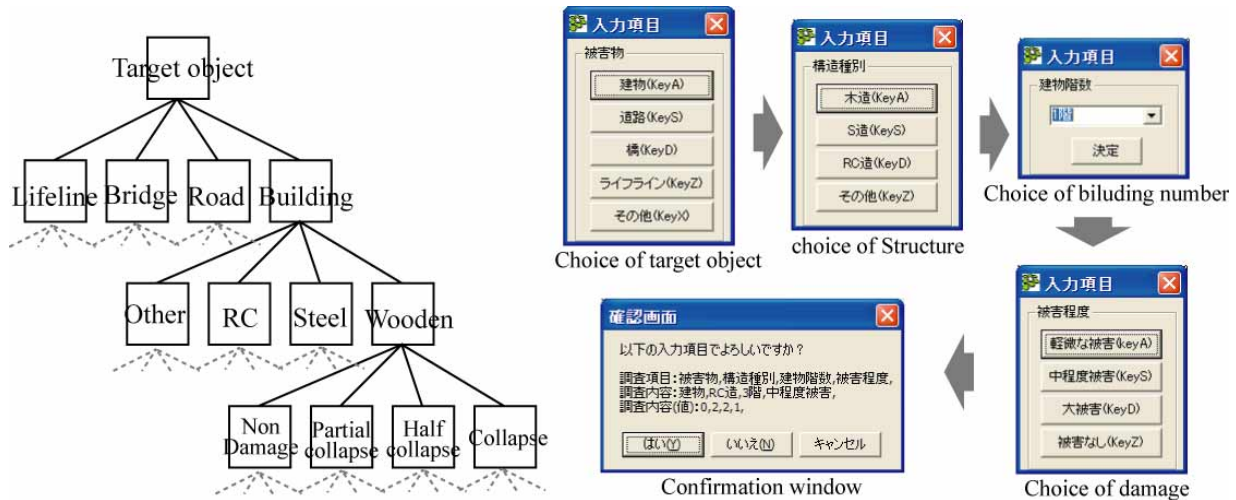 Target object
Lifeline
Bridge
Road
Building
Other
RC
Steel
Wooden
Non
Damage
Partial
collapse
Half
collapse
Collapse
入力項目
被害物
建物(KeyA)
道路(KeyS)
橋(KeyD)
ライフライン(KeyZ)
その他(KeyX)
Choice of target object
入力項目
構造種別
木造(KeyA)
S造(KeyS)
RC造(KeyD)
その他(KeyZ)
choice of Structure
入力項目
建物階数
1階
決定
Choice of biluding number
入力項目
被害程度
軽微な被害(keyA)
中程度被害(KeyS)
大被害(KeyD)
被害なし(KeyZ)
Choice of damage
確認画面
以下の入力項目でよろしいですか?
調査項目:被害物,構造種別,建物階数,被害程度,
調査内容:建物,RC造,3階,中程度被害,
調査内容(値):0,2,2,1,
はい(Y)
いいえ(N)
キャンセル
Confirmation window